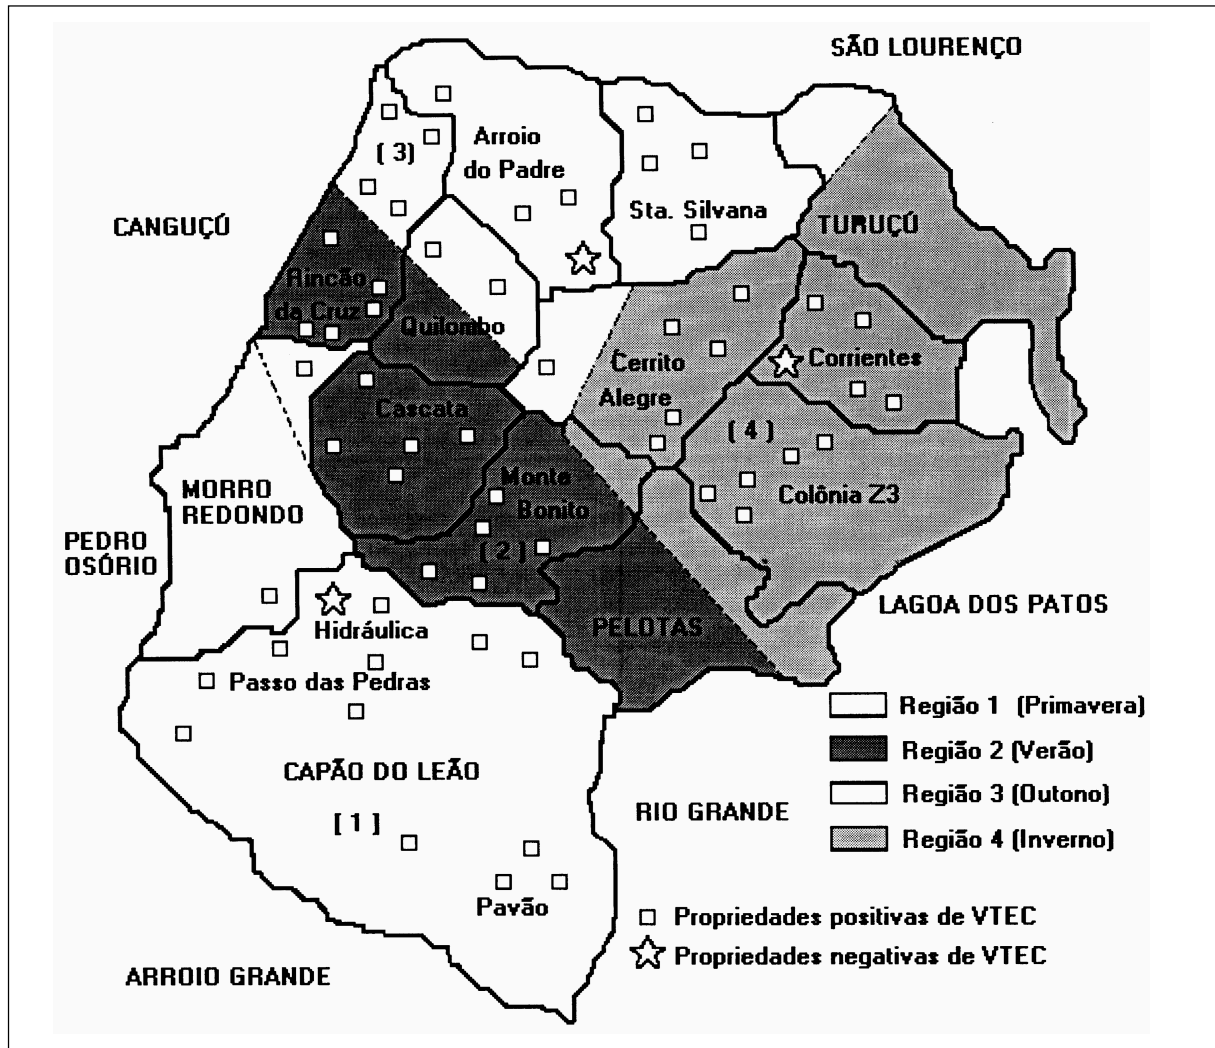 SÃO LOURENÇO
Arroio
do Padre
[ 3 ]
CANGUÇÚ
Sta. Silvana
TURUÇÚ
Rincão
da Cruz
Quilombo
Cerrito
Alegre
Corrientes
Cascata
[ 4 ]
MORRO
REDONDO
Monte
Bonito
Colônia Z3
PEDRO
OSÓRIO
[ 2 ]
LAGOA DOS PATOS
Hidráulica
PELOTAS
Passo das Pedras
Região 1 (Primavera)
Região 2 (Verão)
CAPÃO DO LEÃO
Região 3 (Outono)
RIO GRANDE
[ 1 ]
Região 4 (Inverno)
Pavão
Propriedades positivas de VTEC
Propriedades negativas de VTEC
ARROIO GRANDE